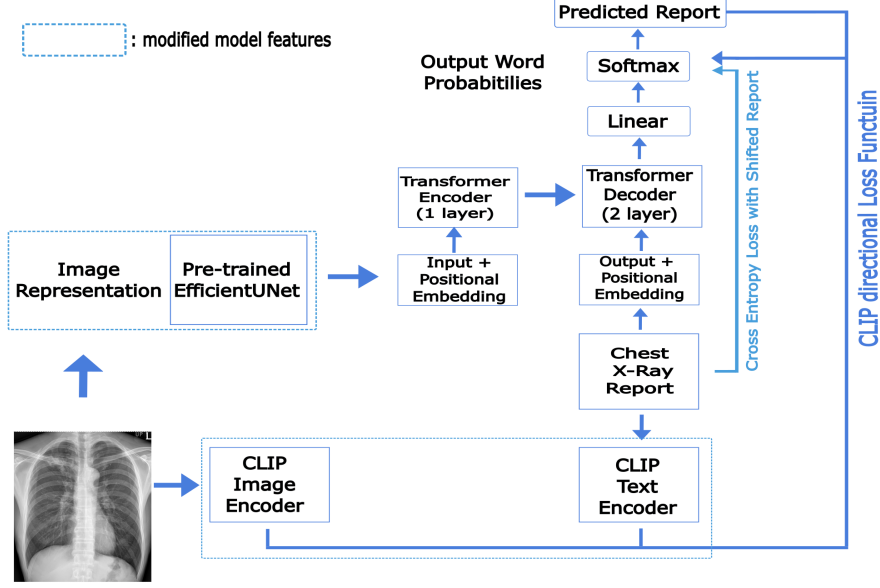 Predicted Report
: modified model features
Output Word
Probabitilies
Softmax
Linear
Transformer
Encoder
(1 layer)
Transformer
Decoder
(2 layer)
Image
Representation
Pre-trained
EfficientUNet
Input +
Positional
Embedding
Output +
Positional
Embedding
Chest
X-Ray
Report
Cross Entropy Loss with Shifted Report
CLIP directional Loss Functuin
CLIP
Image
Encoder
CLIP
Text
Encoder